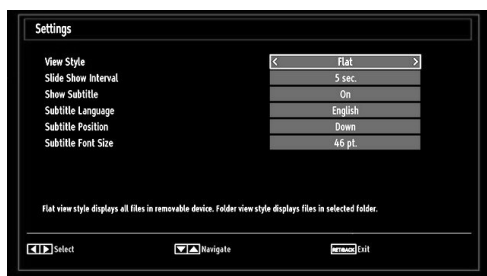 Settings
View Style < Flat >
Slide Show Interval 5 sec.
Show Subtitle On
Subtitle Language English
Subtitle Position Down
Subtitle Font Size 46 pt.
Flat view style displays all files in removable device. Folder view style displays files in selected folder.
Select Navigate RET/BACK Exit